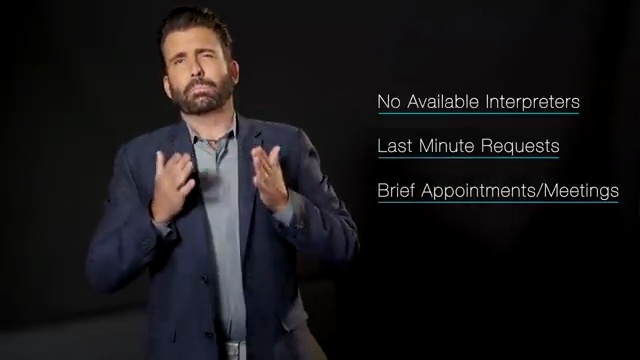 No Available Interpreters
Last Minute Requests
Brief Appointments/Meetings